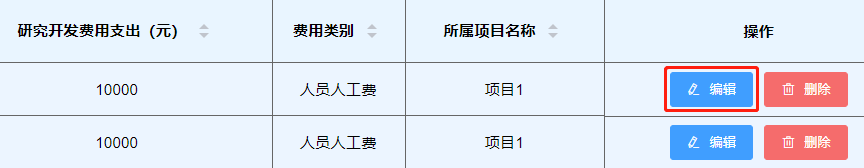 研究开发费用支出（元） 费用类别 所属项目名称 操作
10000 人员人工费 项目1 编辑 删除
10000 人员人工费 项目1 编辑 删除